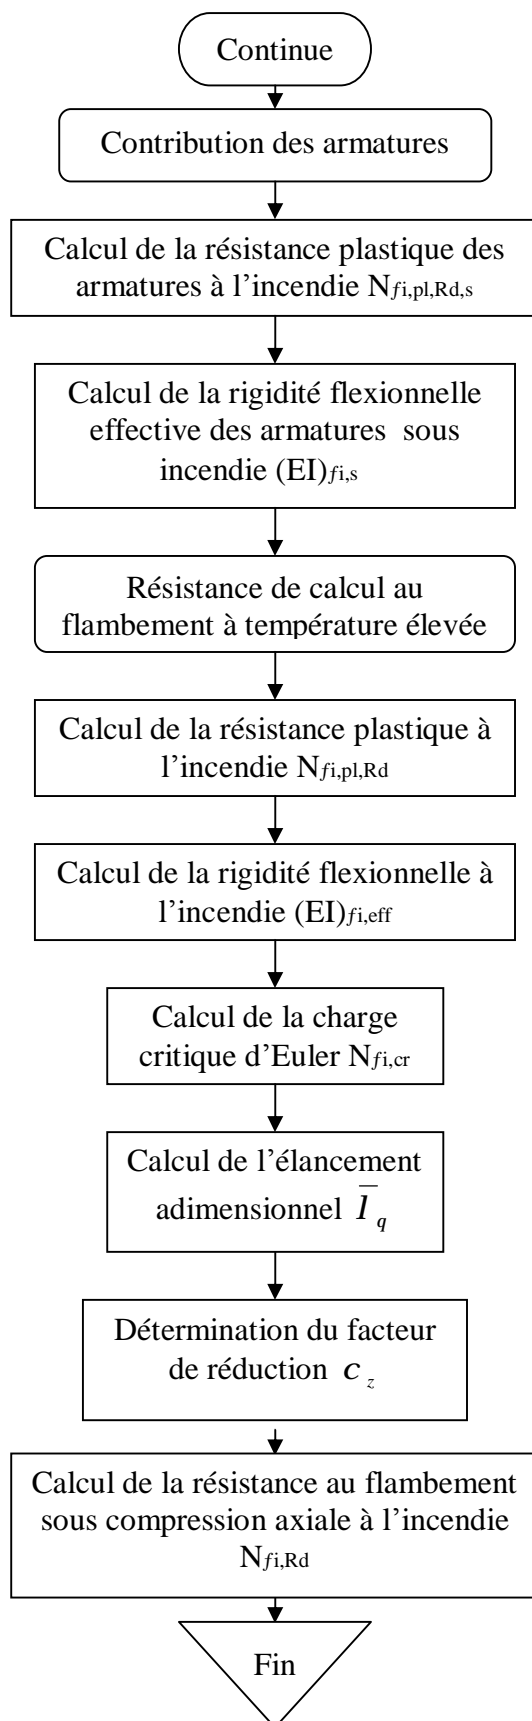 Continue
Contribution des armatures
Calcul de la résistance plastique des
armatures à l’incendie Nfi,pl,Rd,s
Calcul de la rigidité flexionnelle
effective des armatures sous
incendie (EI)fi,s
Résistance de calcul au
flambement à température élevée
Calcul de la résistance plastique à
l’incendie Nfi,pl,Rd
Calcul de la rigidité flexionnelle à
l’incendie (EI)fi,eff
Calcul de la charge
critique d’Euler Nfi,cr
Calcul de l’élancement
adimensionnel l̅ q
Détermination du facteur
de réduction c z
Calcul de la résistance au flambement
sous compression axiale à l’incendie
Nfi,Rd
Fin